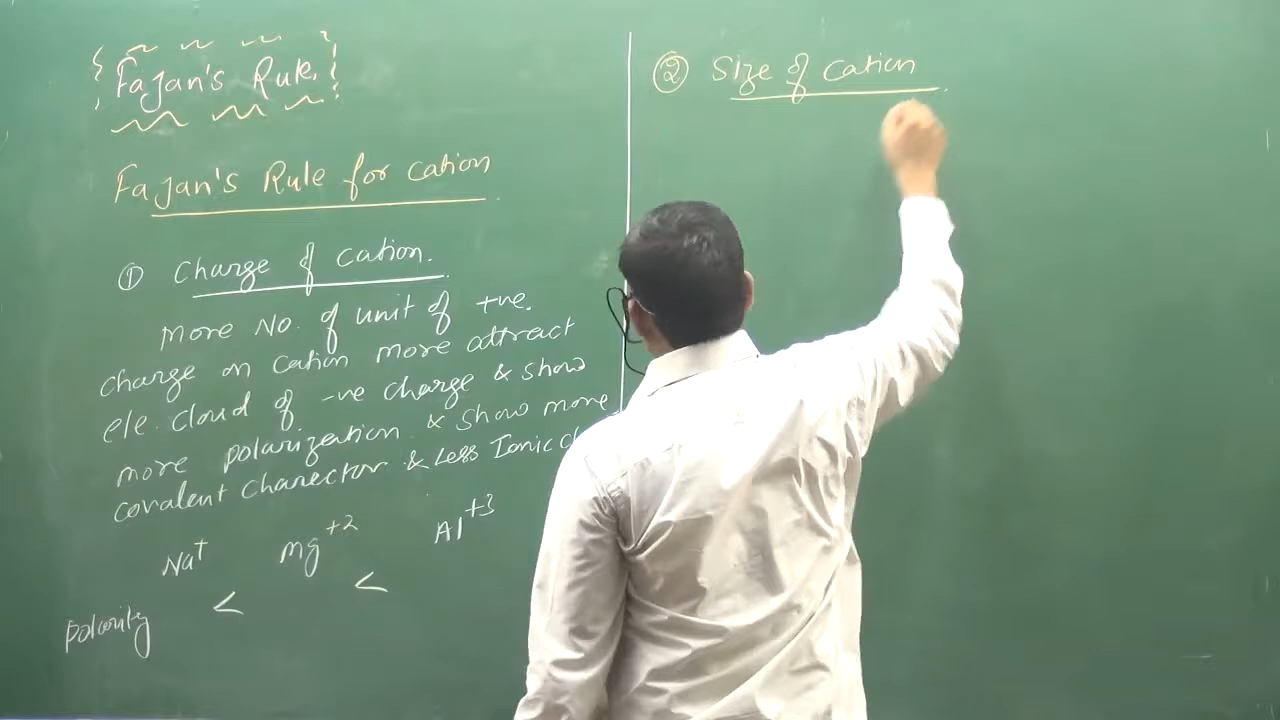 Fajan's Rule.
Fajan's Rule for cation
① Charge of cation.
more No. of unit of +ve.
charge on cation more attract
ele. cloud of -ve charge & show
more polarization & show more
covalent charector & Less Ionic
Na+ Mg+2 Al+3
polarity < <
② Size of cation